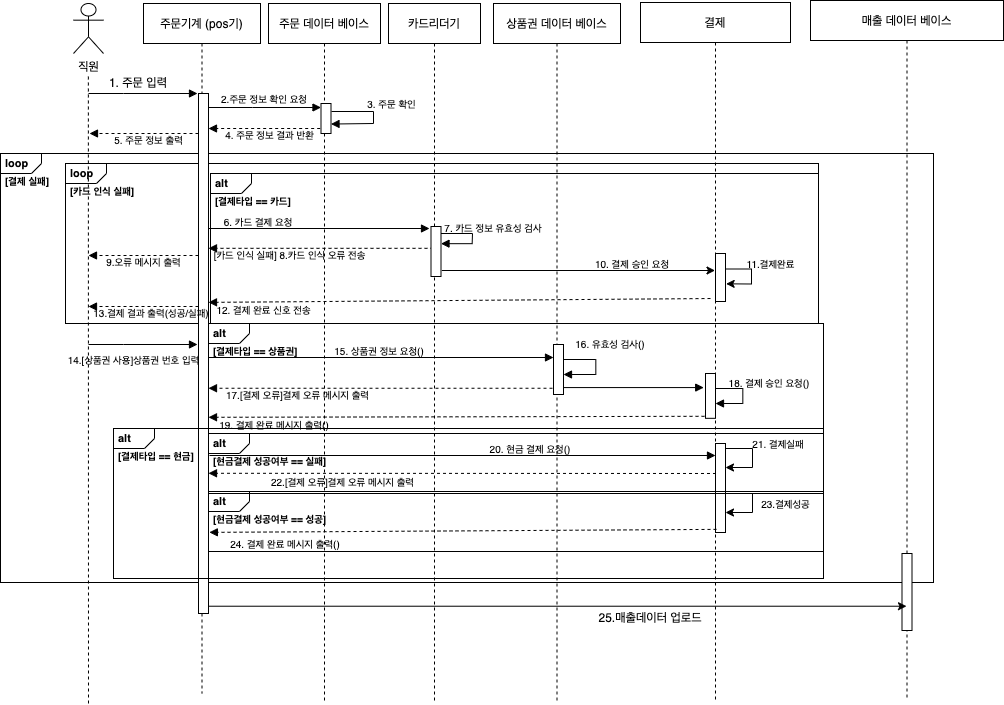 주문기계 (pos기)
주문 데이터 베이스
카드리더기
상품권 데이터 베이스
결제
매출 데이터 베이스
직원
1. 주문 입력
2.주문 정보 확인 요청
3. 주문 확인
4. 주문 정보 결과 반환
5. 주문 정보 출력
loop
[결제 실패]
loop
[카드 인식 실패]
alt
[결제타입 == 카드]
6. 카드 결제 요청
7. 카드 정보 유효성 검사
[카드 인식 실패] 8.카드 인식 오류 전송
9.오류 메시지 출력
10. 결제 승인 요청
11.결제완료
12. 결제 완료 신호 전송
13.결제 결과 출력(성공/실패)
alt
[결제타입 == 상품권]
14.[상품권 사용]상품권 번호 입력
15. 상품권 정보 요청()
16. 유효성 검사()
17.[결제 오류]결제 오류 메시지 출력
18. 결제 승인 요청()
19. 결제 완료 메시지 출력()
alt
[결제타입 == 현금]
alt
[현금결제 성공여부 == 실패]
20. 현금 결제 요청()
21. 결제실패
22.[결제 오류]결제 오류 메시지 출력
alt
[현금결제 성공여부 == 성공]
23.결제성공
24. 결제 완료 메시지 출력()
25.매출데이터 업로드